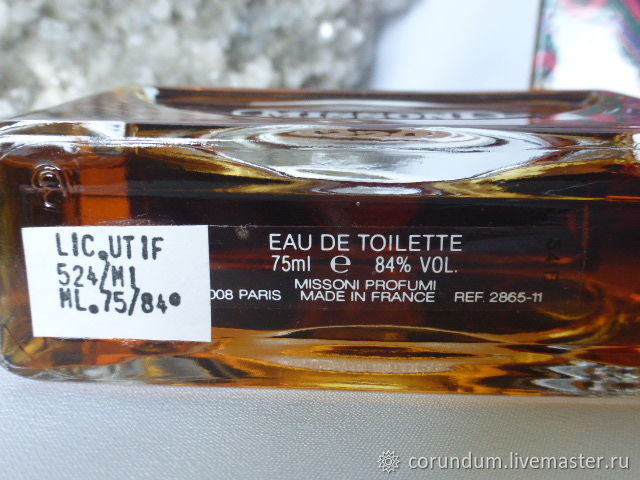 LIC.UTIF
524/MI
ML.75/84°
EAU DE TOILETTE
75ml e 84% VOL.
MISSONI PROFUMI
008 PARIS MADE IN FRANCE REF. 2865-11
corundum.livemaster.ru